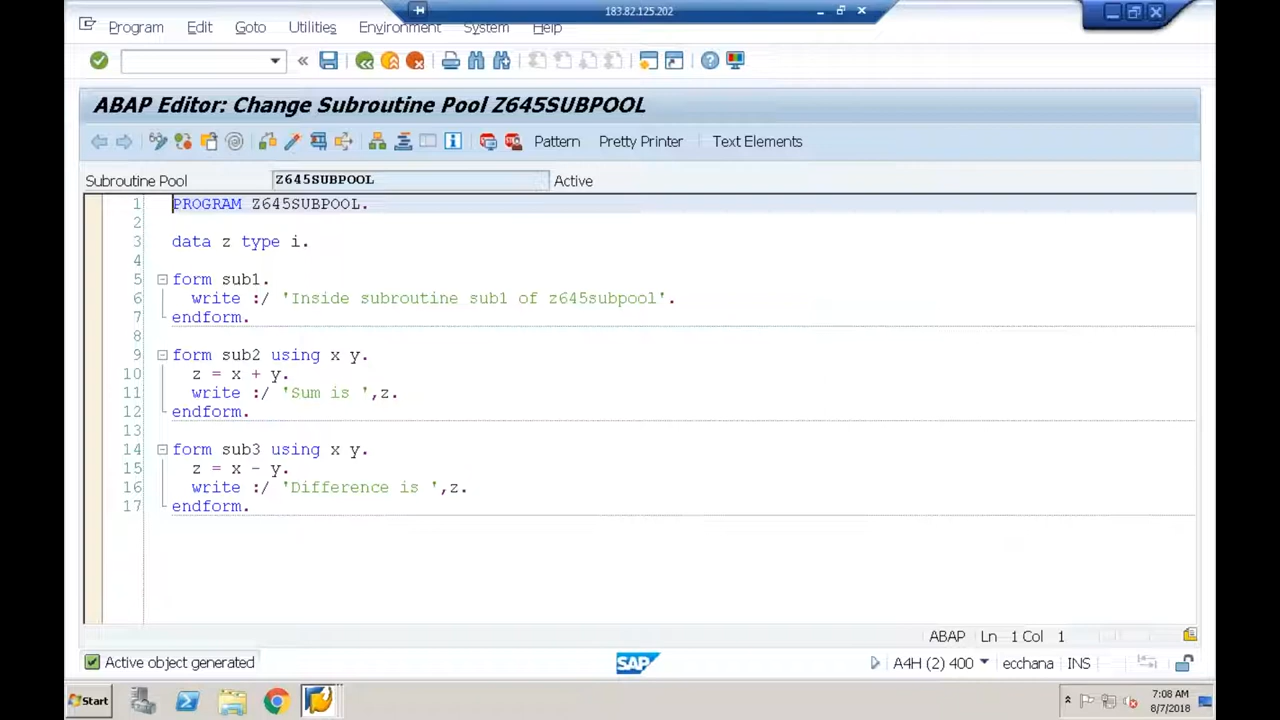 183.82.125.202
Program Edit Goto Utilities Environment System Help
ABAP Editor: Change Subroutine Pool Z645SUBPOOL
Pattern Pretty Printer Text Elements
Subroutine Pool Z645SUBPOOL Active
1 PROGRAM Z645SUBPOOL.
2
3 data z type i.
4
5 form sub1.
6 write :/ 'Inside subroutine sub1 of z645subpool'.
7 endform.
8
9 form sub2 using x y.
10 z = x + y.
11 write :/ 'Sum is ',z.
12 endform.
13
14 form sub3 using x y.
15 z = x - y.
16 write :/ 'Difference is ',z.
17 endform.
ABAP Ln 1 Col 1
Active object generated SAP A4H (2) 400 ecchana INS
Start 7:08 AM
8/7/2018